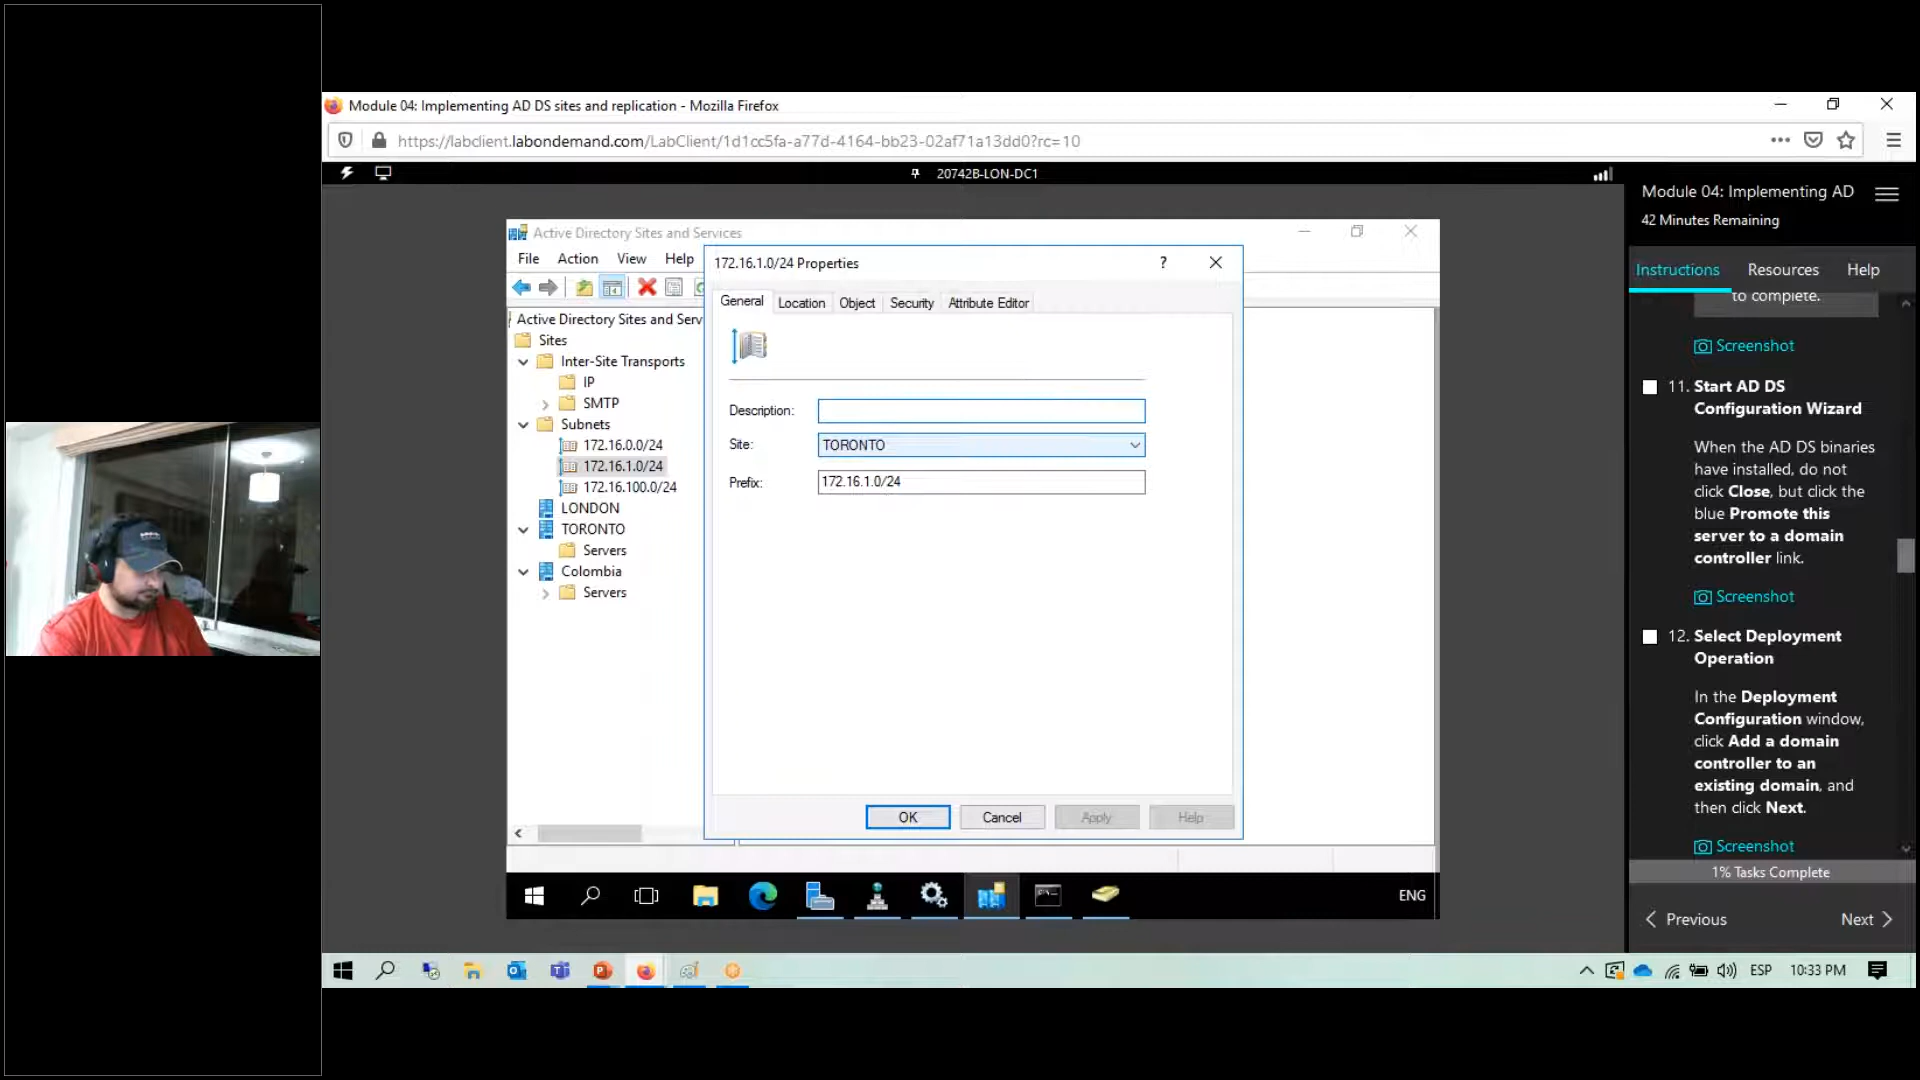 Module 04: Implementing AD DS sites and replication - Mozilla Firefox
https://labclient.labondemand.com/LabClient/1d1cc5fa-a77d-4164-bb23-02af71a13dd0?rc=10
20742B-LON-DC1
Module 04: Implementing AD
42 Minutes Remaining
Instructions
Resources
Help
to complete.
Screenshot
11. Start AD DS
Configuration Wizard
When the AD DS binaries
have installed, do not
click Close, but click the
blue Promote this
server to a domain
controller link.
Screenshot
12. Select Deployment
Operation
In the Deployment
Configuration window,
click Add a domain
controller to an
existing domain, and
then click Next.
Screenshot
1% Tasks Complete
Previous
Next
Active Directory Sites and Services
File
Action
View
Help
Active Directory Sites and Serv
Sites
Inter-Site Transports
IP
SMTP
Subnets
172.16.0.0/24
172.16.1.0/24
172.16.100.0/24
LONDON
TORONTO
Servers
Colombia
Servers
172.16.1.0/24 Properties
?
General
Location
Object
Security
Attribute Editor
Description:
Site:
TORONTO
Prefix:
172.16.1.0/24
OK
Cancel
Apply
Help
ENG
ESP
10:33 PM